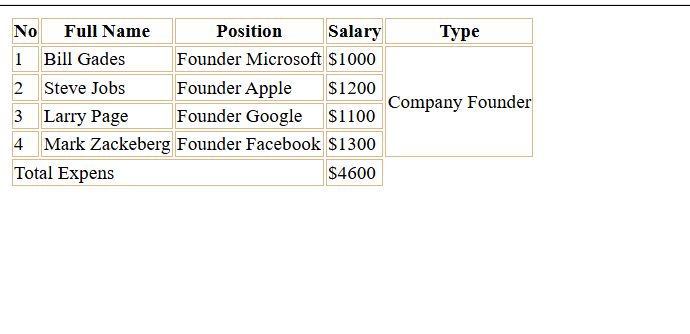 No Full Name Position Salary Type
1 Bill Gades Founder Microsoft $1000
2 Steve Jobs Founder Apple $1200
Company Founder
3 Larry Page Founder Google $1100
4 Mark Zackeberg Founder Facebook $1300
Total Expens $4600